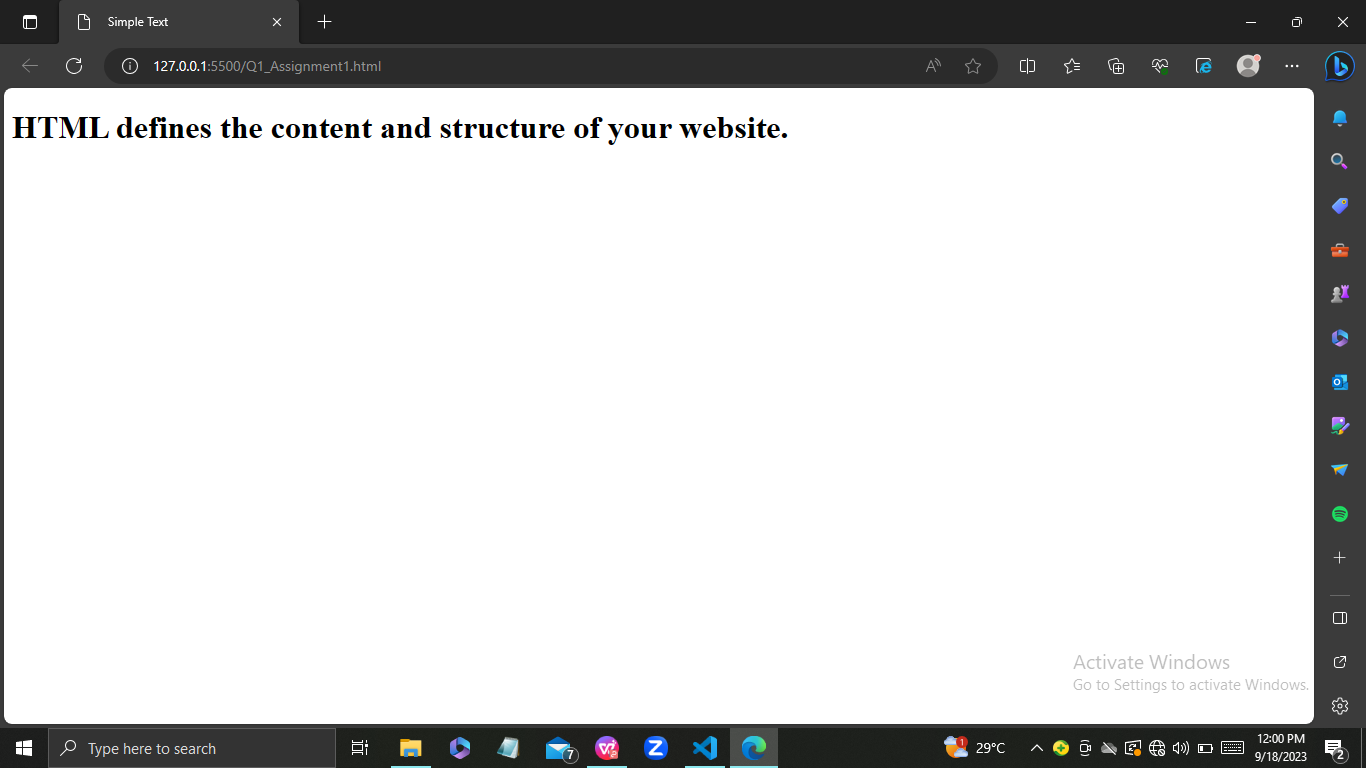 Simple Text
127.0.0.1:5500/Q1_Assignment1.html
HTML defines the content and structure of your website.
Activate Windows
Go to Settings to activate Windows.
Type here to search
7
1
29°C
12:00 PM
9/18/2023
2